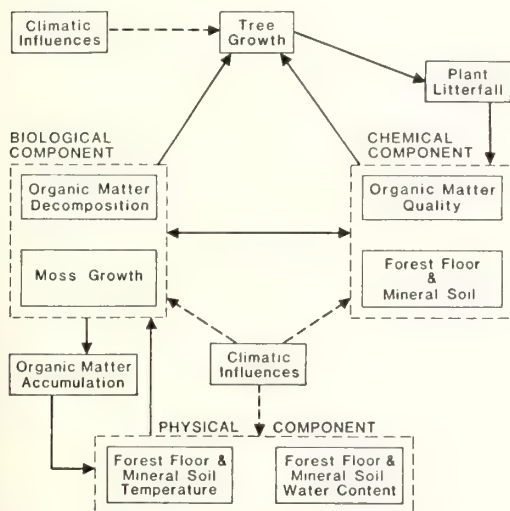 Climatic
Influences
Tree
Growth
Plant
Litterfall
BIOLOGICAL
COMPONENT
CHEMICAL
COMPONENT
Organic Matter
Decomposition
Organic Matter
Quality
Moss Growth
Forest Floor
&
Mineral Soil
Climatic
Influences
Organic Matter
Accumulation
PHYSICAL COMPONENT
Forest Floor &
Mineral Soil
Temperature
Forest Floor &
Mineral Soil
Water Content